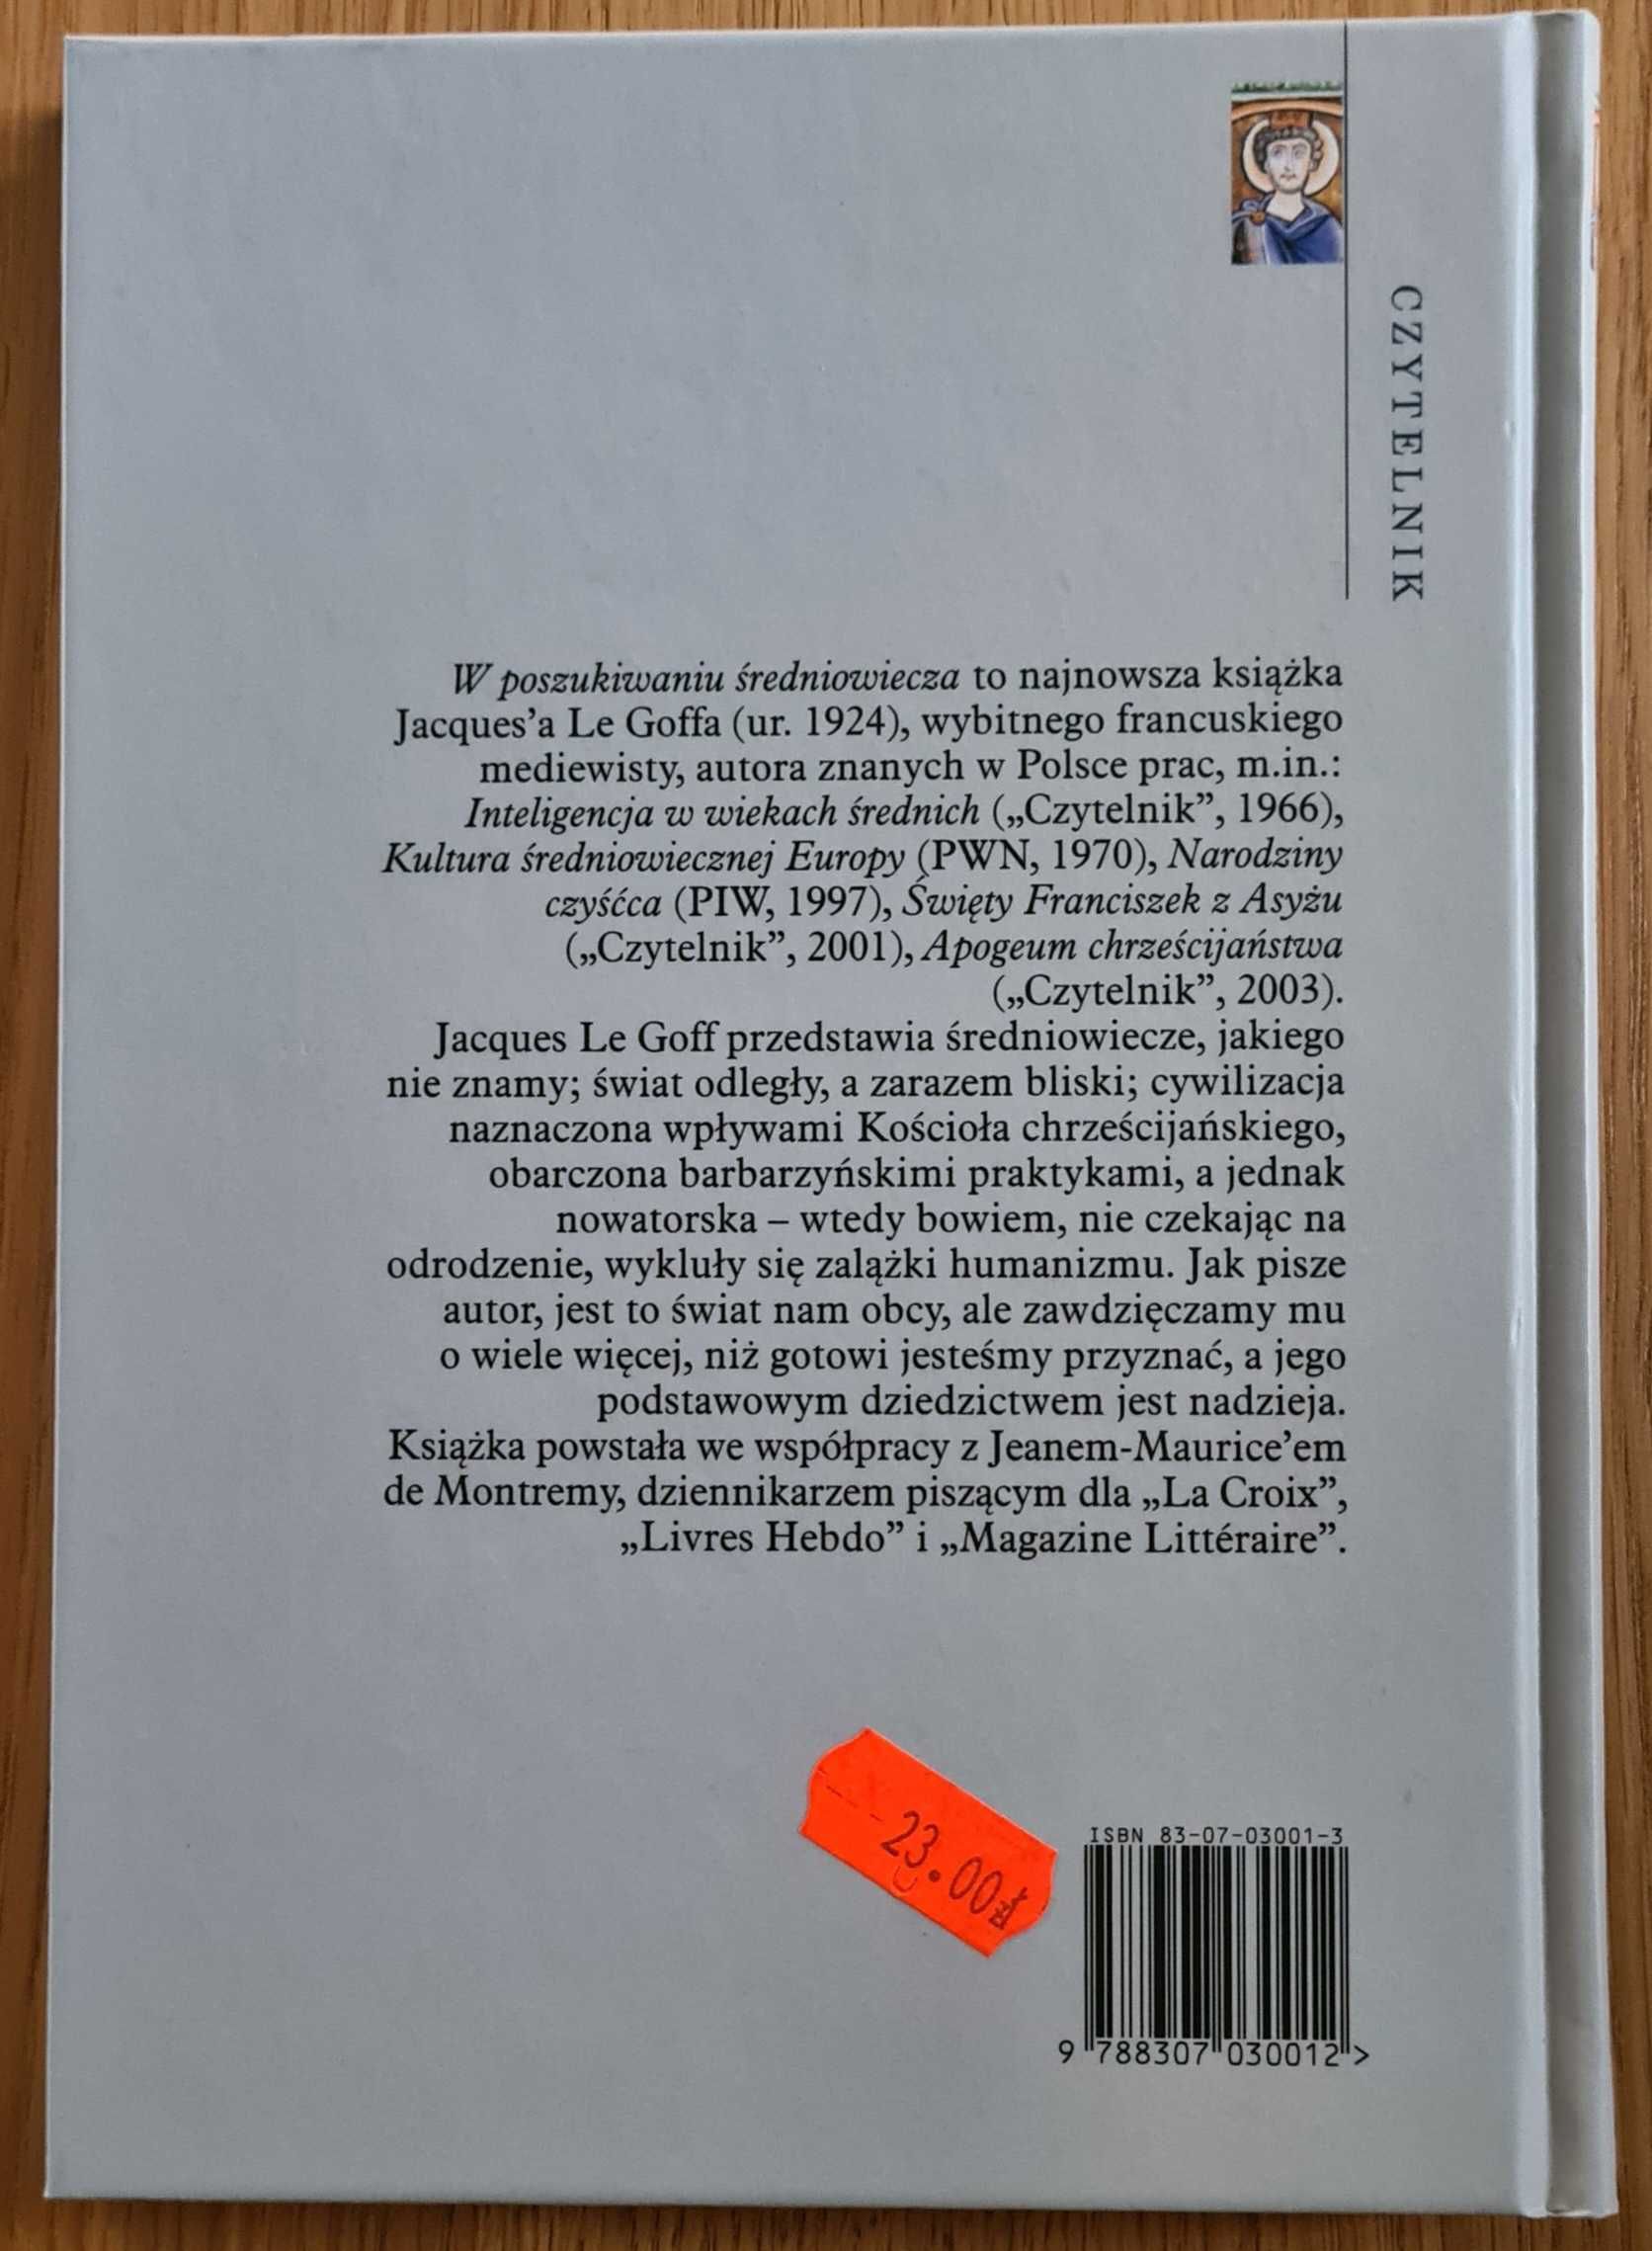 CZYTELNIK
W poszukiwaniu średniowiecza to najnowsza książka
Jacques’a Le Goffa (ur. 1924), wybitnego francuskiego
mediewisty, autora znanych w Polsce prac, m.in.:
Inteligencja w wiekach średnich („Czytelnik”, 1966),
Kultura średniowiecznej Europy (PWN, 1970), Narodziny
czyśćca (PIW, 1997), Święty Franciszek z Asyżu
(„Czytelnik”, 2001), Apogeum chrześcijaństwa
(„Czytelnik”, 2003).
Jacques Le Goff przedstawia średniowiecze, jakiego
nie znamy; świat odległy, a zarazem bliski; cywilizacja
naznaczona wpływami Kościoła chrześcijańskiego,
obarczona barbarzyńskimi praktykami, a jednak
nowatorska – wtedy bowiem, nie czekając na
odrodzenie, wykluły się zalążki humanizmu. Jak pisze
autor, jest to świat nam obcy, ale zawdzięczamy mu
o wiele więcej, niż gotowi jesteśmy przyznać, a jego
podstawowym dziedzictwem jest nadzieja.
Książka powstała we współpracy z Jeanem-Maurice’em
de Montremy, dziennikarzem piszącym dla „La Croix”,
„Livres Hebdo” i „Magazine Littéraire”.
23.00zł
ISBN 83-07-03001-3
9 788307 030012 >